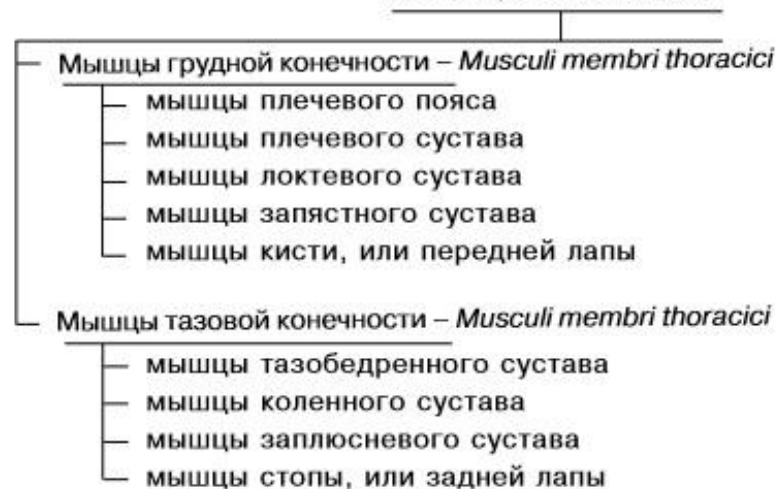 Мышцы грудной конечности – Musculi membri thoracici
мышцы плечевого пояса
мышцы плечевого сустава
мышцы локтевого сустава
мышцы запястного сустава
мышцы кисти, или передней лапы
Мышцы тазовой конечности – Musculi membri thoracici
мышцы тазобедренного сустава
мышцы коленного сустава
мышцы заплюсневого сустава
мышцы стопы, или задней лапы